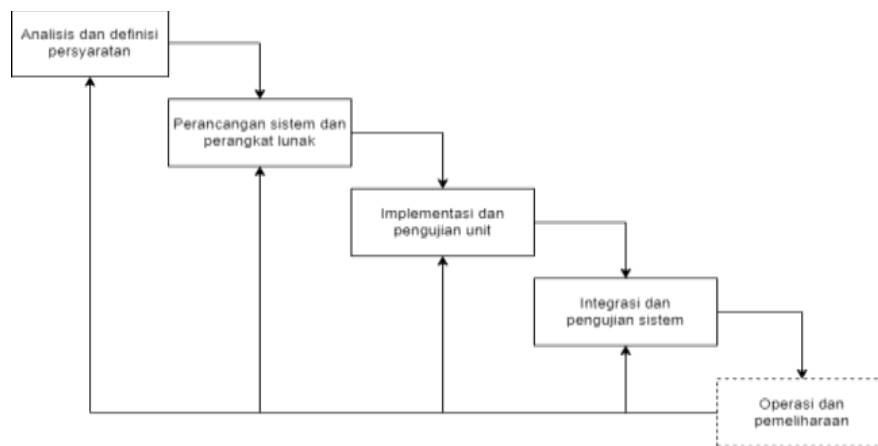 Analisis dan definisi
persyaratan
Perancangan sistem dan
perangkat lunak
Implementasi dan
pengujian unit
Integrasi dan
pengujian sistem
Operasi dan
pemeliharaan